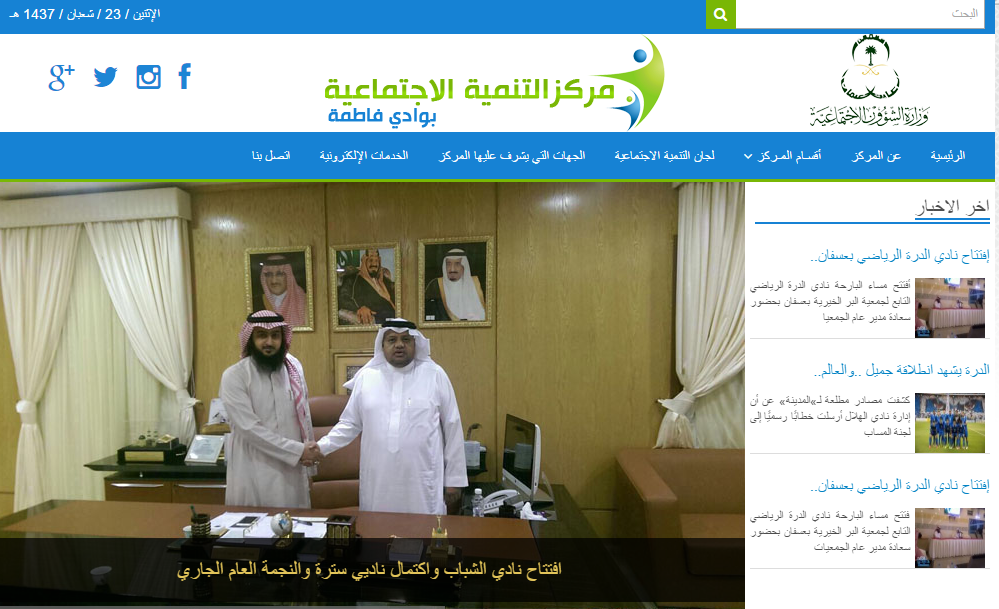 الإثنين / 23 / شعبان / 1437 هـ
البحث
وزارة الشؤون الاجتماعية
مركز التنمية الاجتماعية
بوادي فاطمة
الرئيسية
عن المركز
أقسام المركز
لجان التنمية الاجتماعية
الجهات التي يشرف عليها المركز
الخدمات الإلكترونية
اتصل بنا
اخر الاخبار
إفتتاح نادي الدرة الرياضي بعسفان..
أفتتح مساء البارحة نادي الدرة الرياضي
التابع لجمعية البر الخيرية بعسفان بحضور
سعادة مدير عام الجمعيا
الدرة يشهد انطلاقة جميل ..والعالم..
كشفت مصادر مطلعة لـ«المدينة» عن أن
إدارة نادي الهلال أرسلت خطابًا رسميًّا إلى
لجنة المساب
إفتتاح نادي الدرة الرياضي بعسفان..
فتتح مساء البارحة نادي الدرة الرياضي
التابع لجمعية البر الخيرية بعسفان بحضور
سعادة مدير عام الجمعيات
افتتاح نادي الشباب واكتمال ناديي سترة والنجمة العام الجاري